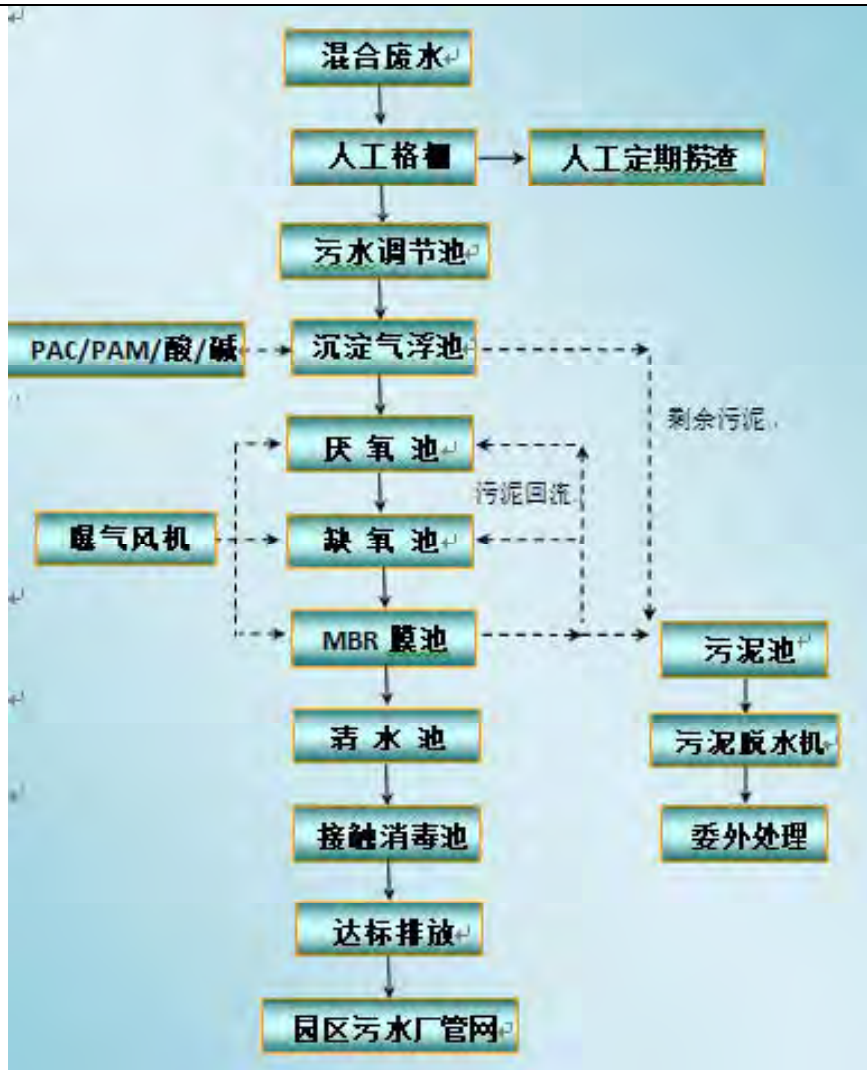 混合废水
人工格栅
人工定期捞查
污水调节池
PAC/PAM/酸/碱
沉淀气浮池
剩余污泥
厌氧池
污泥回流
曝气风机
缺氧池
MBR 膜池
污泥池
清水池
污泥脱水机
接触消毒池
委外处理
达标排放
园区污水厂管网